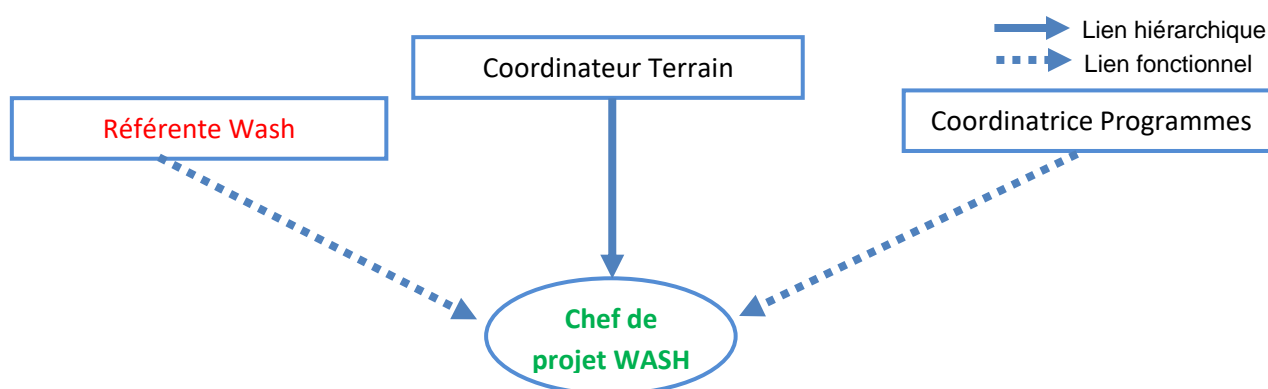 Lien hiérarchique
Lien fonctionnel
Coordinateur Terrain
Référente Wash
Coordinatrice Programmes
Chef de
projet WASH